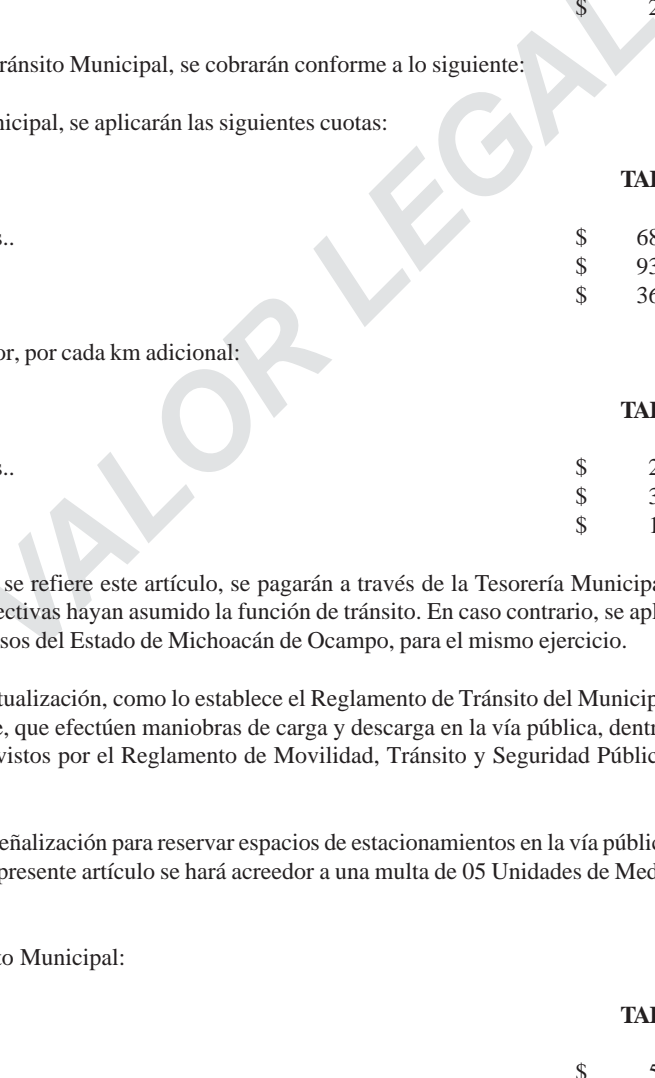 $ 2
ránsito Municipal, se cobrarán conforme a lo siguiente:
nicipal, se aplicarán las siguientes cuotas:
TAI
s.. $ 68
$ 93
$ 36
or, por cada km adicional:
TAI
s.. $ 2
$ 3
$ 1
se refiere este artículo, se pagarán a través de la Tesorería Municipa
ectivas hayan asumido la función de tránsito. En caso contrario, se apl
sos del Estado de Michoacán de Ocampo, para el mismo ejercicio.
tualización, como lo establece el Reglamento de Tránsito del Municip
e, que efectúen maniobras de carga y descarga en la vía pública, dentr
vistos por el Reglamento de Movilidad, Tránsito y Seguridad Públic
eñalización para reservar espacios de estacionamientos en la vía públic
presente artículo se hará acreedor a una multa de 05 Unidades de Med
to Municipal:
TAI
$ 5
VALOR LEGAL